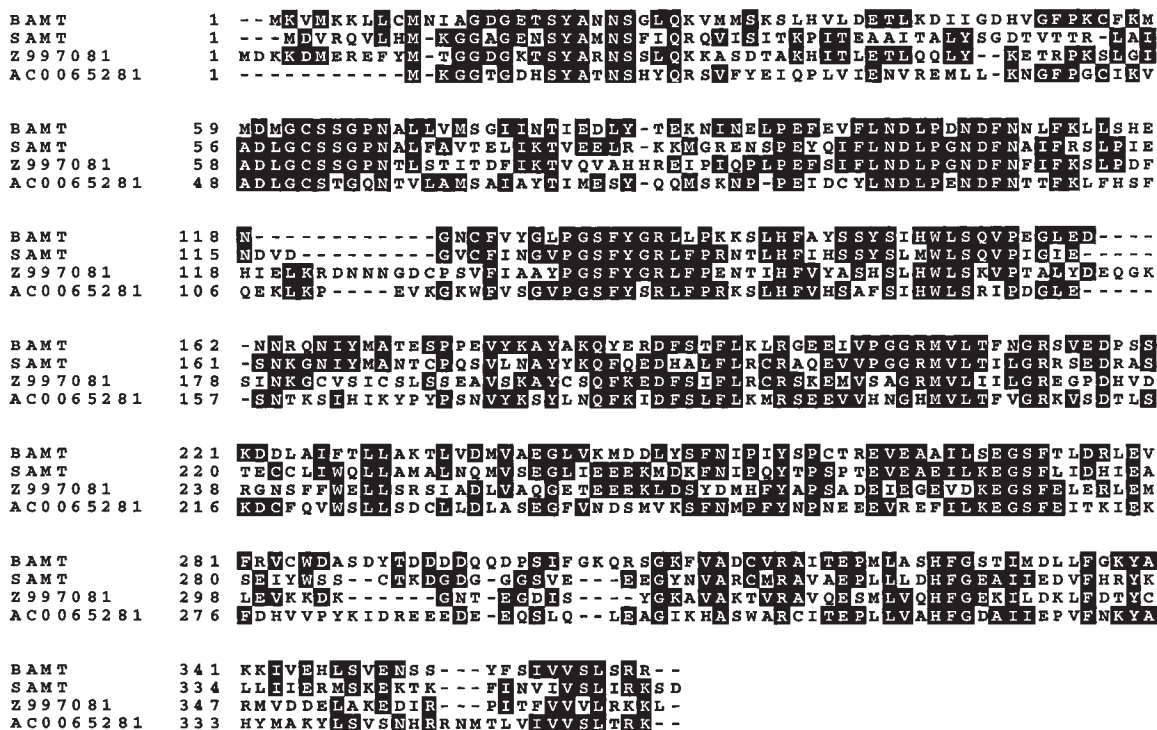 BAMT 1 --MKVMKKLLCMNIAGDGETSYANNSGLQKVMMSKSLHVLDETLKDIIGDHVGFPKCFKM
SAMT 1 ---MDVRQVLHM-KGGAGENSYAMNSFIQRQVISITKPITEAAITALYSGDTVTTR-LAI
Z997081 1 MDKKDMEREFYM-TGGDGKTSYARNSSLQKKASDTAKHITLETLQQLY--KETRPKSLGI
AC0065281 1 -----------M-KGGTGDHSYATNSHYQRSVFYEIQPLVIENVREMLL-KNGFPGCIKV
BAMT 59 MDMGCSSGPNALLVMSGIINTIEDLY-TEKNINELPEFEVFLNDLPDNDFNNLFKLLSHE
SAMT 56 ADLGCSSGPNALFAVTELIKTVEELR-KKMGRENSPEYQIFLNDLPGNDFNAIFRSLPIE
Z997081 58 ADLGCSSGPNTLSTITDFIKTVQVAHHREIPIQPLPEFSIFLNDLPGNDFNFIFKSLPDF
AC0065281 48 ADLGCSTGQNTVLAMSAIAYTIMESY-QQMSKNP-PEIDCYLNDLPENDFNTTFKLFHSF
BAMT 118 N------------GNCFVYGLPGSFYGRLLPKKSLHFAYSSYSIHWLSQVPEGLED----
SAMT 115 NDVD---------GVCFINGVPGSFYGRLFPRNTLHFIHSSYSLMWLSQVPIGIE-----
Z997081 118 HIELKRDNNNGDCPSVFIAAYPGSFYGRLFPENTIHFVYASHSLHWLSKVPTALYDEQGK
AC0065281 106 QEKLKP----EVKGKWFVSGVPGSFYSRLFPRKSLHFVHSAFSIHWLSRIPDGLE-----
BAMT 162 -NNRQNIYMATESPPEVYKAYAKQYERDFSTFLKLRGEEIVPGGRMVLTFNGRSVEDPSS
SAMT 161 -SNKGNIYMANTCPQSVLNAYYKQFQEDHALFLRCRAQEVVPGGRMVLTILGRRSEDRAS
Z997081 178 SINKGCVSICSLSSEAVSKAYCSQFKEDFSIFLRCRSKEMVSAGRMVLIILGREGPDHVD
AC0065281 157 -SNTKSIHIKYPYPSNVYKSYLNQFKIDFSLFLKMRSEEVVHNGHMVLTFVGRKVSDTLS
BAMT 221 KDDLAIFTLLAKTLVDMVAEGLVKMDDLYSFNIPIYSPCTREVEAAILSEGSFTLDRLEV
SAMT 220 TECCLIWQLLAMALNQMVSEGLIEEEKMDKFNIPQYTPSPTEVEAEILKEGSFLIDHIEA
Z997081 238 RGNSFFWELLSRSIADLVAQGETEEEKLDSYDMHFYAPSADEIEGEVDKEGSFELERLEM
AC0065281 216 KDCFQVWSLLSDCLLDLASEGFVNDSMVKSFNMPFYNPNEEEVREFILKEGSFEITKIEK
BAMT 281 FRVCWDASDYTDDDDQQDPSIFGKQRSGKFVADCVRAITEPMLASHFGSTIMDLLFGKYA
SAMT 280 SEIYWSS--CTKDGDG-GGSVE---EEGYNVARCMRAVAEPLLLDHFGEAIIEDVFHRYK
Z997081 298 LEVKKDK-----GNT-EGDIS----YGKAVAKTVRAVQESMLVQHFGEKILDKLFDTYC
AC0065281 276 FDHVVPYKIDREEEDE-EQSLQ--LEAGIKHASWARCITEPLLVAHFGDAIIEPVFNKYA
BAMT 341 KKIVEHLSVENSS---YFSIVVSLSRR--
SAMT 334 LLIIERMSKEKTK---FINVIVSLIRKSD
Z997081 347 RMVDDELAKEDIR---PITFVVVLRKKL-
AC0065281 333 HYMAKYLSVSNHRRNMTLVIVVSLTRK--